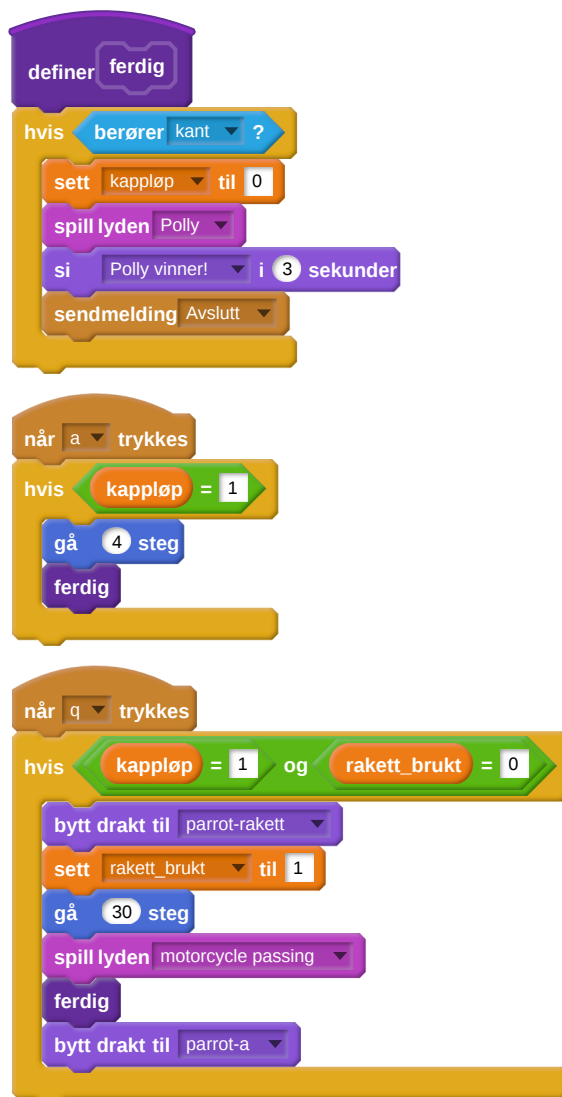 definer ferdig
hvis berører kant ?
sett kappløp til 0
spill lyden Polly
si Polly vinner! i 3 sekunder
sendmelding Avslutt
når a trykkes
hvis kappløp = 1
gå 4 steg
ferdig
når q trykkes
hvis kappløp = 1 og rakett_brukt = 0
bytt drakt til parrot-rakett
sett rakett_brukt til 1
gå 30 steg
spill lyden motorcycle passing
ferdig
bytt drakt til parrot-a